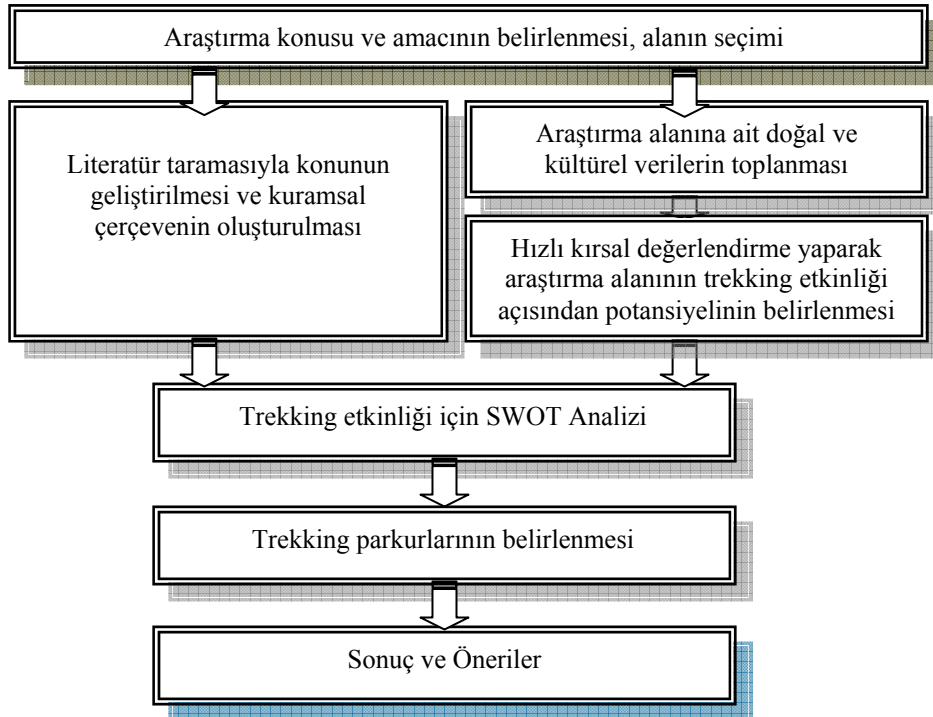 Araştırma konusu ve amacının belirlenmesi, alanın seçimi
Literatür taramasıyla konunun
geliştirilmesi ve kuramsal
çerçevenin oluşturulması
Araştırma alanına ait doğal ve
kültürel verilerin toplanması
Hızlı kırsal değerlendirme yaparak
araştırma alanının trekking etkinliği
açısından potansiyelinin belirlenmesi
Trekking etkinliği için SWOT Analizi
Trekking parkurlarının belirlenmesi
Sonuç ve Öneriler